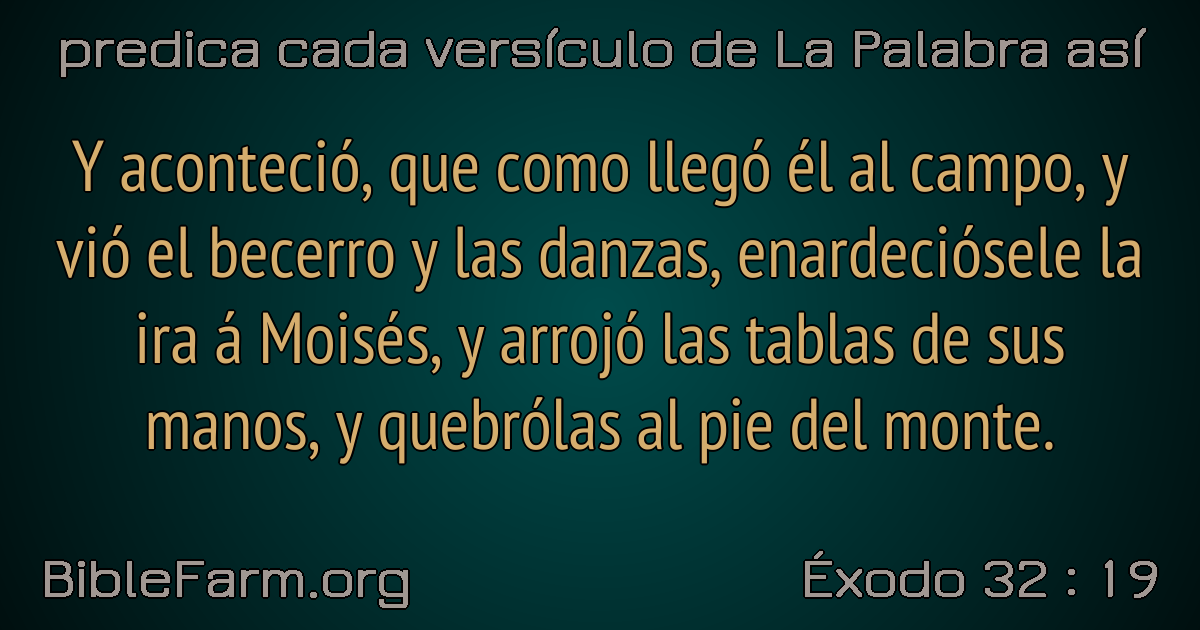 predica cada versículo de La Palabra así
Y aconteció, que como llegó él al campo, y
vió el becerro y las danzas, enardeciósele la
ira á Moisés, y arrojó las tablas de sus
manos, y quebrólas al pie del monte.
BibleFarm.org
Éxodo 32 : 19